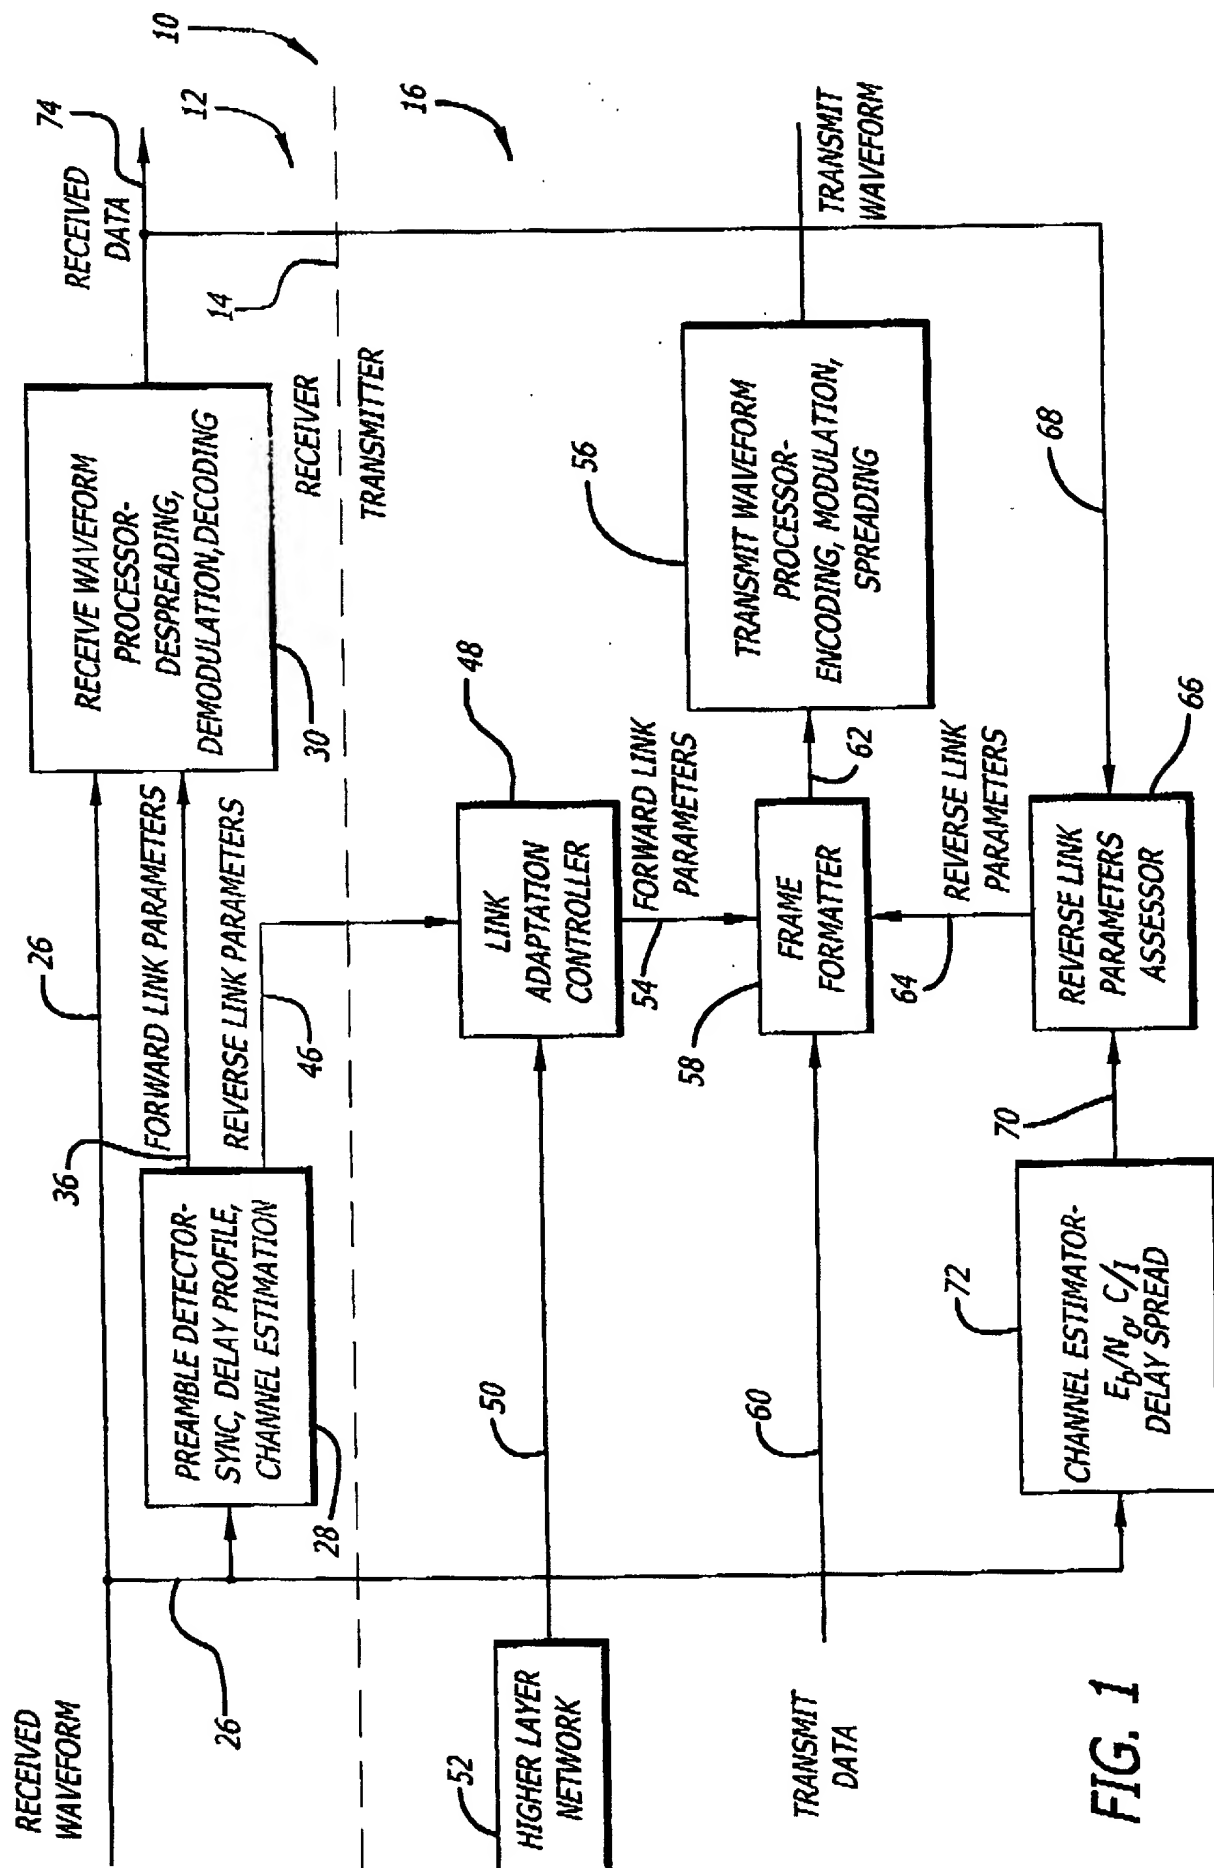 RECEIVED
WAVEFORM
26
PREAMBLE DETECTOR-
SYNC, DELAY PROFILE,
CHANNEL ESTIMATION
28
36
FORWARD LINK PARAMETERS
REVERSE LINK PARAMETERS
26
46
RECEIVE WAVEFORM
PROCESSOR-
DESPREADING,
DEMODULATION,DECODING
30
RECEIVED
DATA
74
10
12
14
RECEIVER
TRANSMITTER
16
52
HIGHER LAYER
NETWORK
50
LINK
ADAPTATION
CONTROLLER
48
54
FORWARD LINK
PARAMETERS
TRANSMIT
DATA
60
58
FRAME
FORMATTER
62
56
TRANSMIT WAVEFORM
PROCESSOR-
ENCODING, MODULATION,
SPREADING
TRANSMIT
WAVEFORM
64
REVERSE LINK
PARAMETERS
72
CHANNEL ESTIMATOR-
Eb/No, C/I
DELAY SPREAD
70
REVERSE LINK
PARAMETERS
ASSESSOR
66
68
FIG. 1